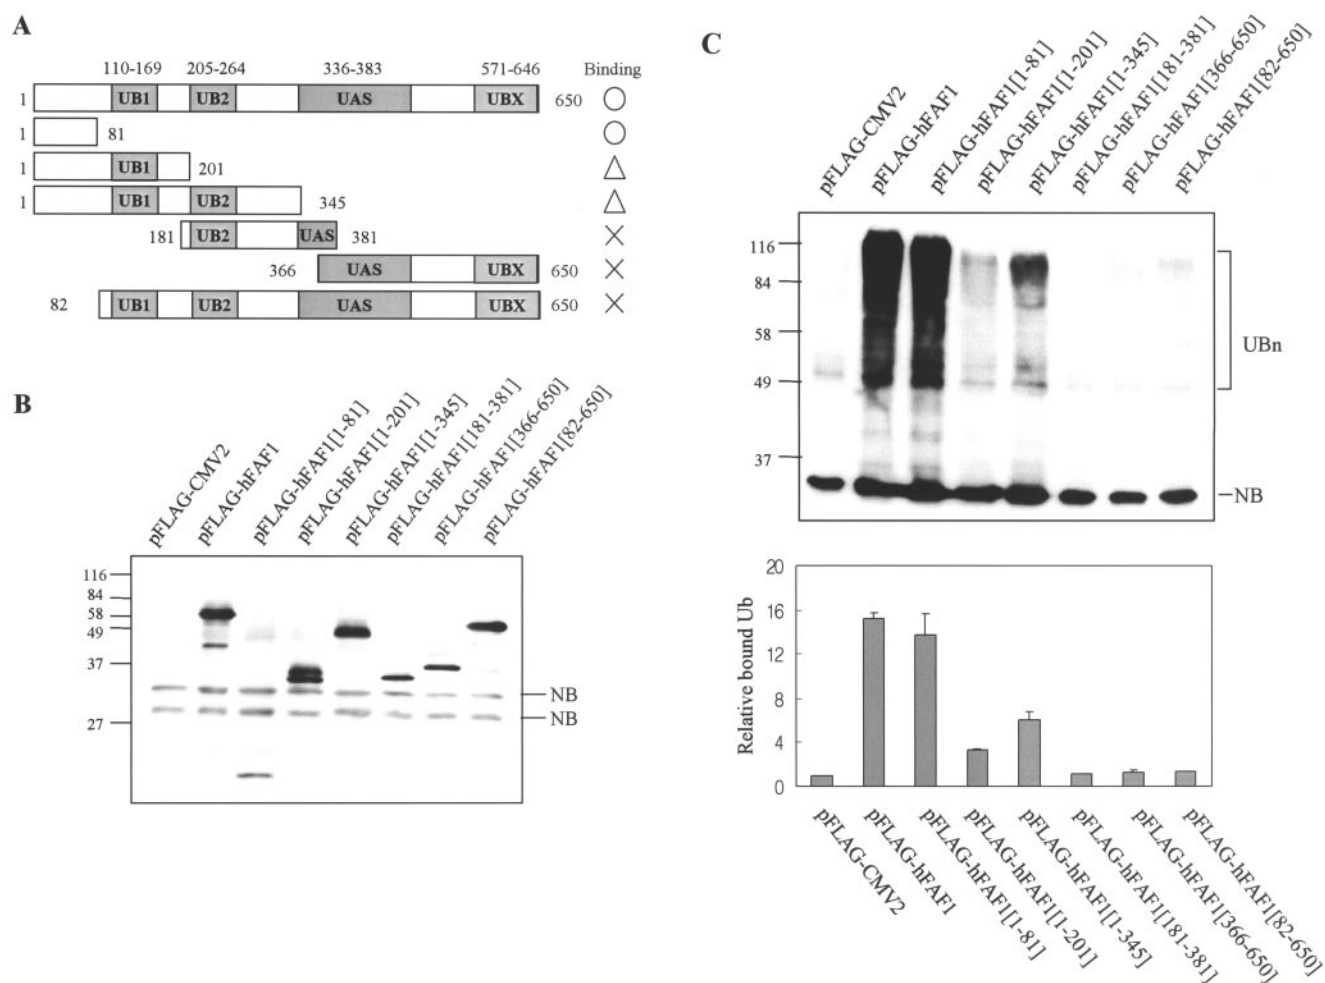 A
110-169 205-264 336-383 571-646 Binding
1 UB1 UB2 UAS UBX 650
1 81
1 UB1 201
1 UB1 UB2 345
181 UB2 UAS 381
366 UAS UBX 650
82 UB1 UB2 UAS UBX 650
B
pFLAG-CMV2
pFLAG-hFAF1
pFLAG-hFAF1[1-81]
pFLAG-hFAF1[1-201]
pFLAG-hFAF1[1-345]
pFLAG-hFAF1[181-381]
pFLAG-hFAF1[366-650]
pFLAG-hFAF1[82-650]
116
84
58
49
37
27
NB
NB
C
pFLAG-CMV2
pFLAG-hFAF1
pFLAG-hFAF1[1-81]
pFLAG-hFAF1[1-201]
pFLAG-hFAF1[1-345]
pFLAG-hFAF1[181-381]
pFLAG-hFAF1[366-650]
pFLAG-hFAF1[82-650]
116
84
58
49
37
UBn
NB
Relative bound Ub
20
16
12
8
4
0
pFLAG-CMV2
pFLAG-hFAF1
pFLAG-hFAF1[1-81]
pFLAG-hFAF1[1-201]
pFLAG-hFAF1[1-345]
pFLAG-hFAF1[181-381]
pFLAG-hFAF1[366-650]
pFLAG-hFAF1[82-650]